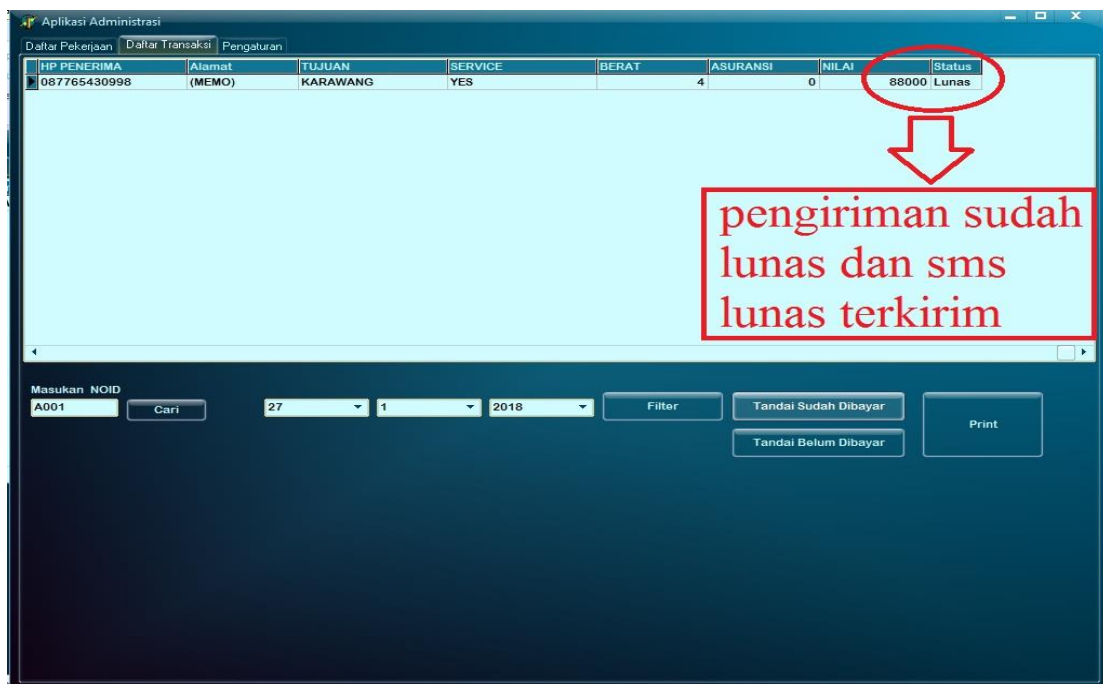 Aplikasi Administrasi
Daftar Pekerjaan Daftar Transaksi Pengaturan
HP PENERIMA Alamat TUJUAN SERVICE BERAT ASURANSI NILAI Status
087765430998 (MEMO) KARAWANG YES 4 0 88000 Lunas
pengiriman sudah
lunas dan sms
lunas terkirim
Masukan NOID
A001 Cari 27 1 2018 Filter Tandai Sudah Dibayar
Print
Tandai Belum Dibayar